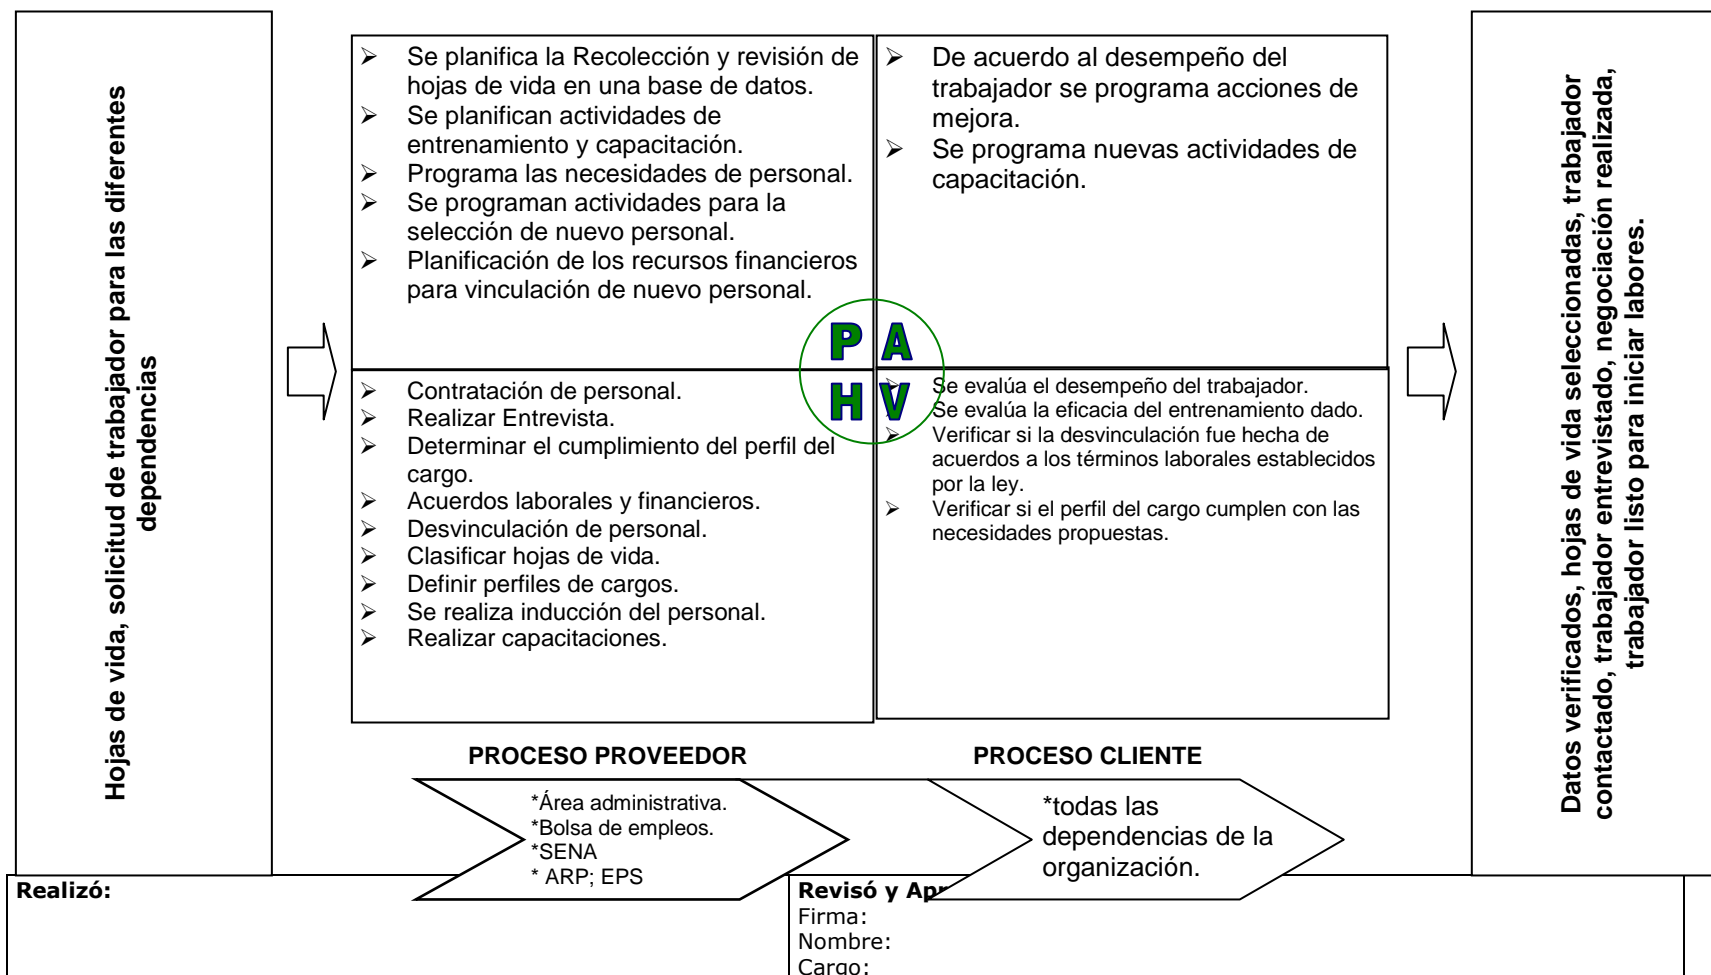 Hojas de vida, solicitud de trabajador para las diferentes
dependencias
➢ Se planifica la Recolección y revisión de
hojas de vida en una base de datos.
➢ Se planifican actividades de
entrenamiento y capacitación.
➢ Programa las necesidades de personal.
➢ Se programan actividades para la
selección de nuevo personal.
➢ Planificación de los recursos financieros
para vinculación de nuevo personal.
➢ De acuerdo al desempeño del
trabajador se programa acciones de
mejora.
➢ Se programa nuevas actividades de
capacitación.
P A
H V
➢ Contratación de personal.
➢ Realizar Entrevista.
➢ Determinar el cumplimiento del perfil del
cargo.
➢ Acuerdos laborales y financieros.
➢ Desvinculación de personal.
➢ Clasificar hojas de vida.
➢ Definir perfiles de cargos.
➢ Se realiza inducción del personal.
➢ Realizar capacitaciones.
➢ Se evalúa el desempeño del trabajador.
➢ Se evalúa la eficacia del entrenamiento dado.
➢ Verificar si la desvinculación fue hecha de
acuerdos a los términos laborales establecidos
por la ley.
➢ Verificar si el perfil del cargo cumplen con las
necesidades propuestas.
Datos verificados, hojas de vida seleccionadas, trabajador
contactado, trabajador entrevistado, negociación realizada,
trabajador listo para iniciar labores.
PROCESO PROVEEDOR
*Área administrativa.
*Bolsa de empleos.
*SENA
* ARP; EPS
PROCESO CLIENTE
*todas las
dependencias de la
organización.
Realizó:
Revisó y Apr
Firma:
Nombre:
Cargo: